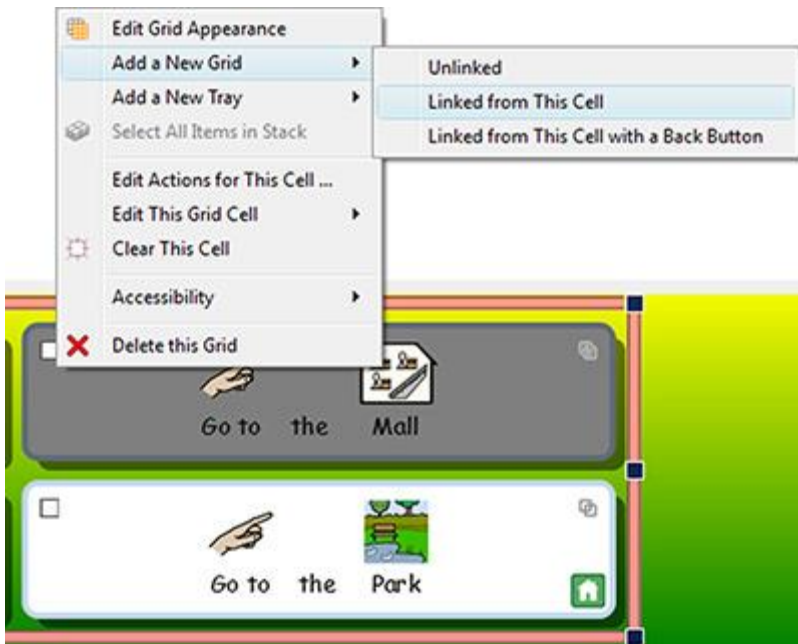 Edit Grid Appearance
Add a New Grid
Add a New Tray
Select All Items in Stack
Edit Actions for This Cell ...
Edit This Grid Cell
Clear This Cell
Accessibility
Delete this Grid
Unlinked
Linked from This Cell
Linked from This Cell with a Back Button
Go to the Mall
Go to the Park